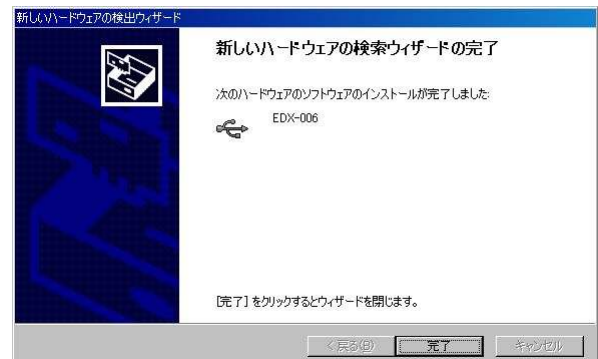 新しいハードウェアの検出ウィザード
新しいハードウェアの検索ウィザードの完了
次のハードウェアのソフトウェアのインストールが完了しました:
EDX-006
[完了] をクリックするとウィザードを閉じます。
< 戻る(B) 完了 キャンセル